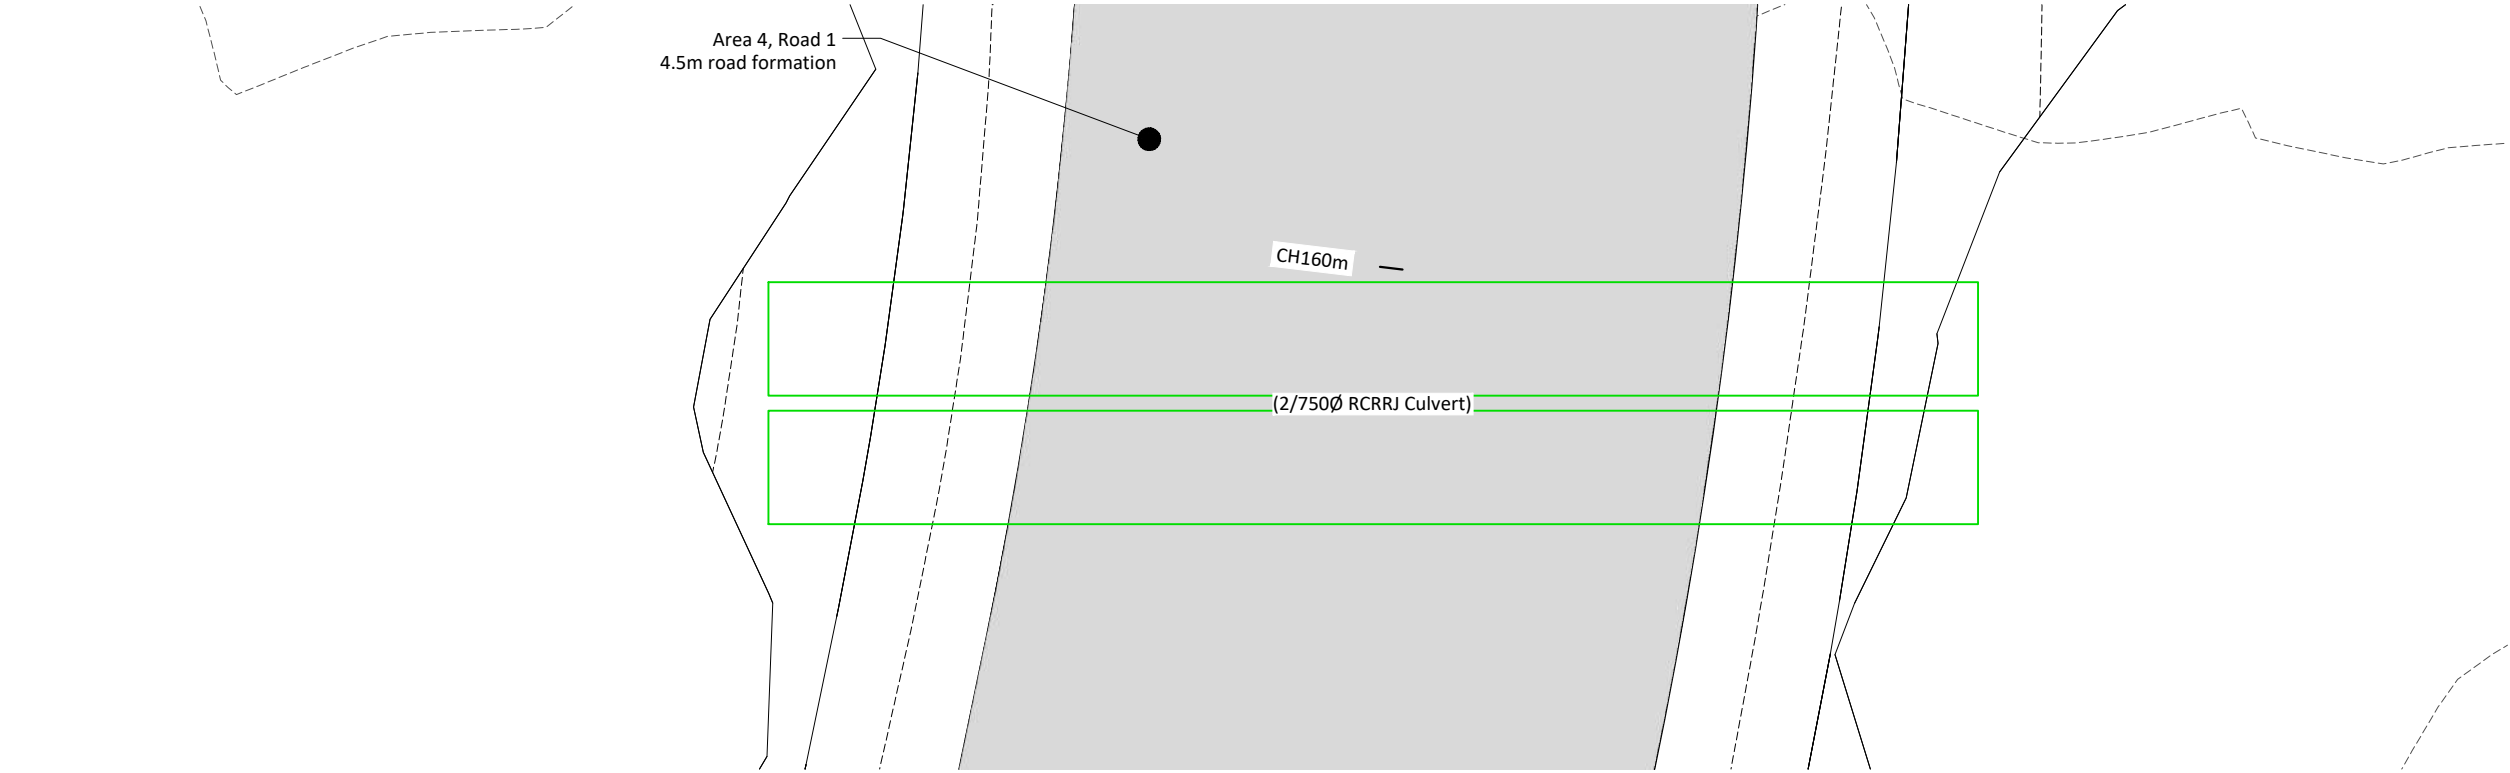 Area 4, Road 1
4.5m road formation
CH160m
(2/750Ø RCRRJ Culvert)